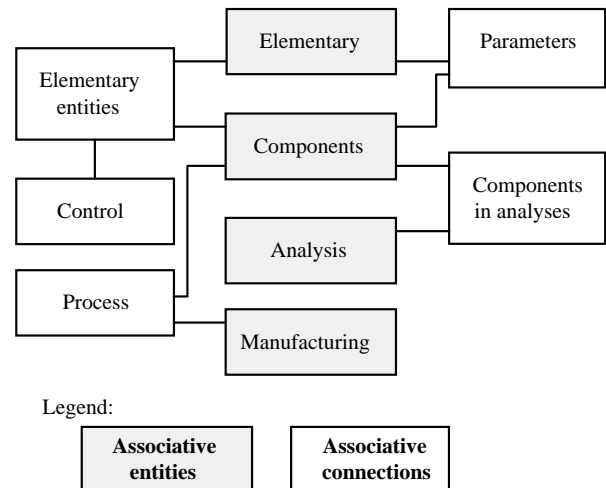 Elementary
Parameters
Elementary
entities
Components
Components
in analyses
Control
Analysis
Process
Manufacturing
Legend:
Associative
entities
Associative
connections